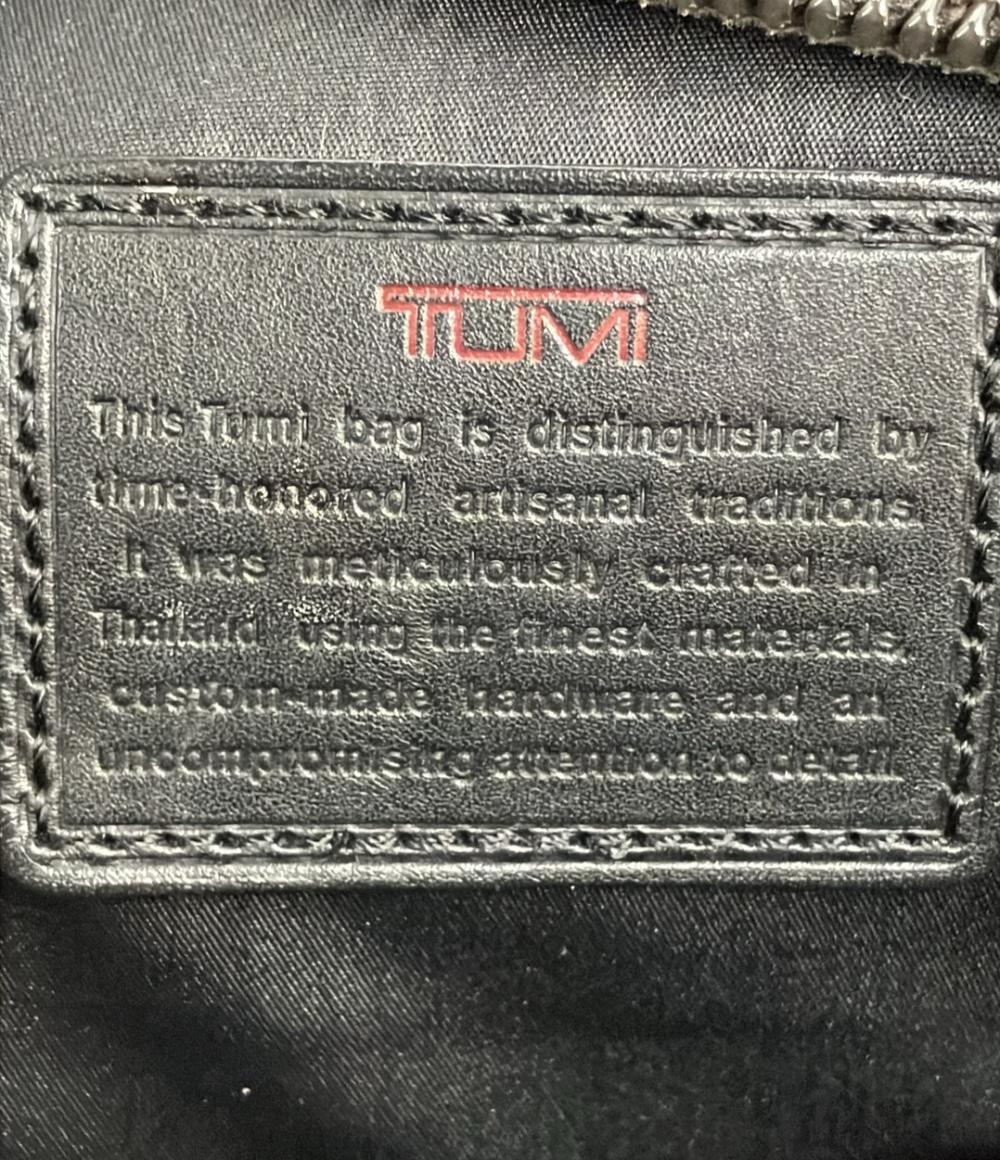 TUMI
This Tumi bag is distinguished by
time-honored artisanal traditions.
It was meticulously crafted in
Thailand using the finest materials,
custom-made hardware and an
uncompromising attention to detail.